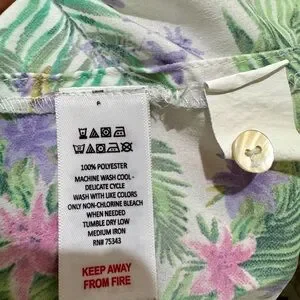 100% POLYESTER
MACHINE WASH COOL -
DELICATE CYCLE
WASH WITH LIKE COLORS
ONLY NON-CHLORINE BLEACH
WHEN NEEDED
TUMBLE DRY LOW
MEDIUM IRON
RN# 75343
KEEP AWAY
FROM FIRE